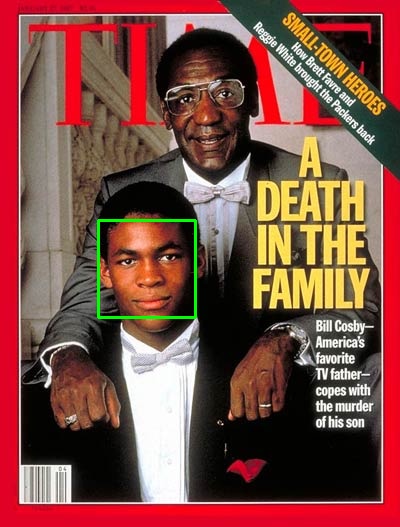 JANUARY 27, 1997 $2.95
TIME
SMALL-TOWN HEROES
How Brett Favre and
Reggie White brought the Packers back
A
DEATH
IN THE
FAMILY
Bill Cosby—
America's
favorite
TV father—
copes with
the murder
of his son
04